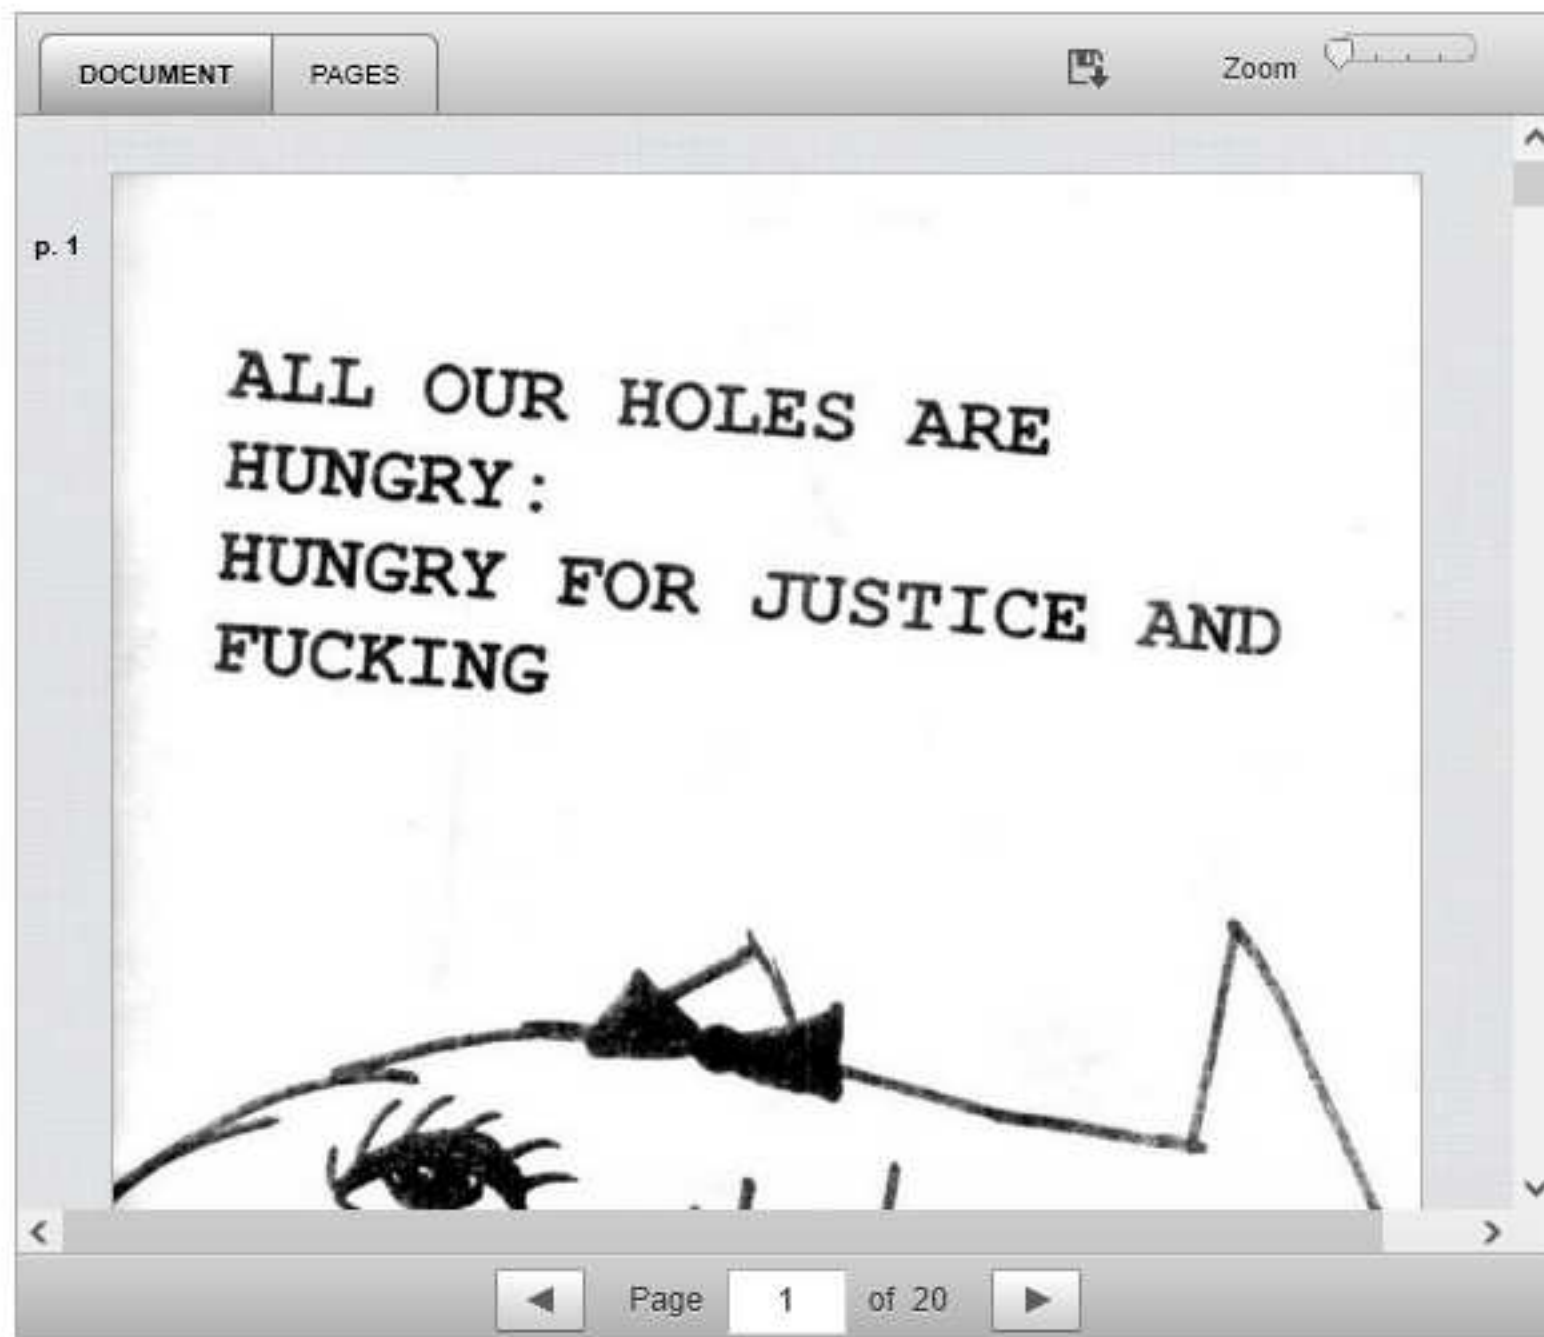 DOCUMENT PAGES Zoom
p. 1
ALL OUR HOLES ARE
HUNGRY:
HUNGRY FOR JUSTICE AND
FUCKING
Page 1 of 20